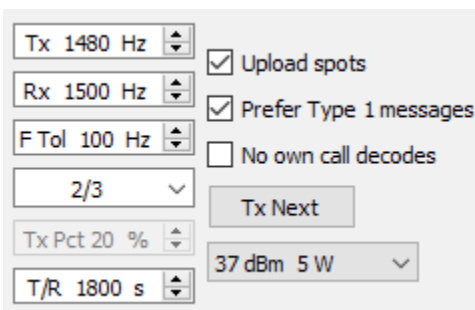 Tx 1480 Hz
Rx 1500 Hz
F Tol 100 Hz
2/3
Tx Pct 20 %
T/R 1800 s
Upload spots
Prefer Type 1 messages
No own call decodes
Tx Next
37 dBm 5 W